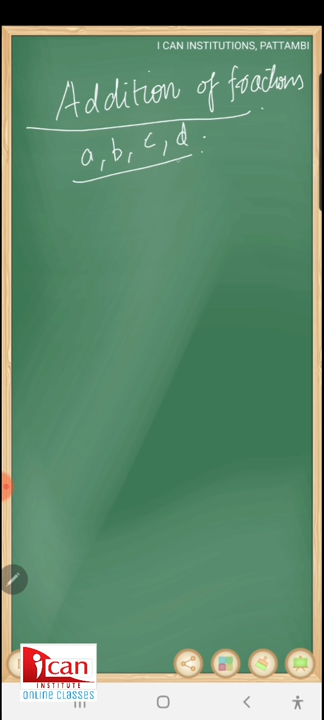 I CAN INSTITUTIONS, PATTAMBI
Addition of fractions
a, b, c, d :
ican
INSTITUTE
ONLINE CLASSES